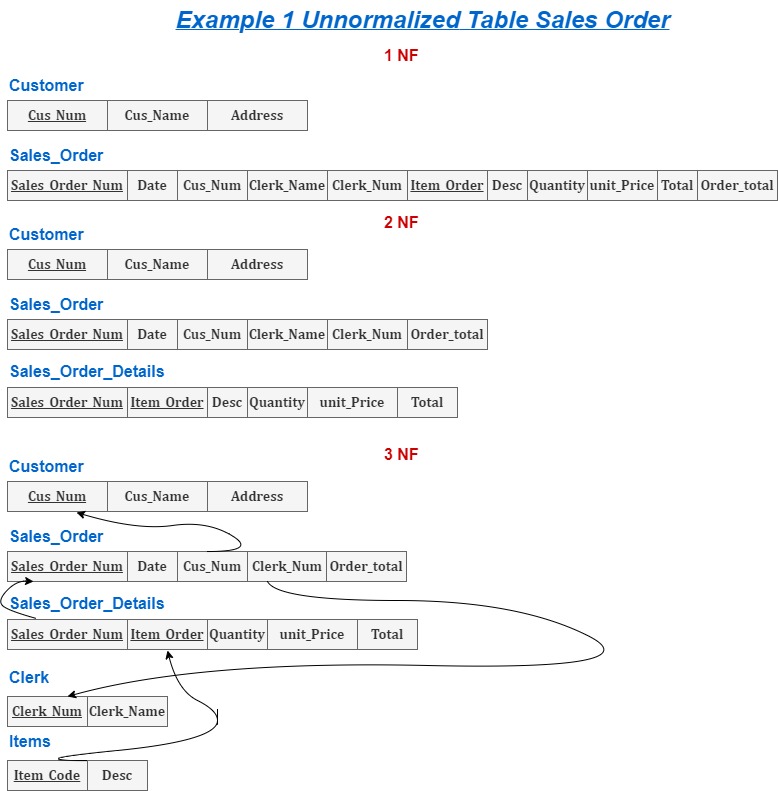 Example 1 Unnormalized Table Sales Order
1 NF
Customer
Cus_Num Cus_Name Address
Sales_Order
Sales_Order_Num Date Cus_Num Clerk_Name Clerk_Num Item_Order Desc Quantity unit_Price Total Order_total
2 NF
Customer
Cus_Num Cus_Name Address
Sales_Order
Sales_Order_Num Date Cus_Num Clerk_Name Clerk_Num Order_total
Sales_Order_Details
Sales_Order_Num Item_Order Desc Quantity unit_Price Total
3 NF
Customer
Cus_Num Cus_Name Address
Sales_Order
Sales_Order_Num Date Cus_Num Clerk_Num Order_total
Sales_Order_Details
Sales_Order_Num Item_Order Quantity unit_Price Total
Clerk
Clerk_Num Clerk_Name
Items
Item_Code Desc